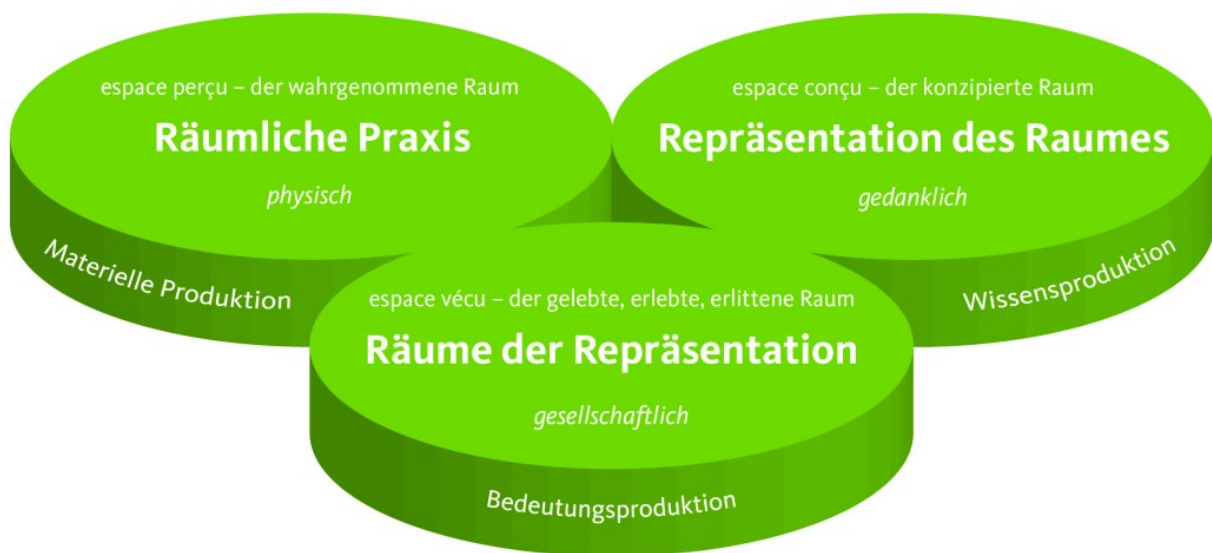 espace perçu – der wahrgenommene Raum
Räumliche Praxis
physisch
Materielle Produktion
espace conçu – der konzipierte Raum
Repräsentation des Raumes
gedanklich
Wissensproduktion
espace vécu – der gelebte, erlebte, erlittene Raum
Räume der Repräsentation
gesellschaftlich
Bedeutungsproduktion